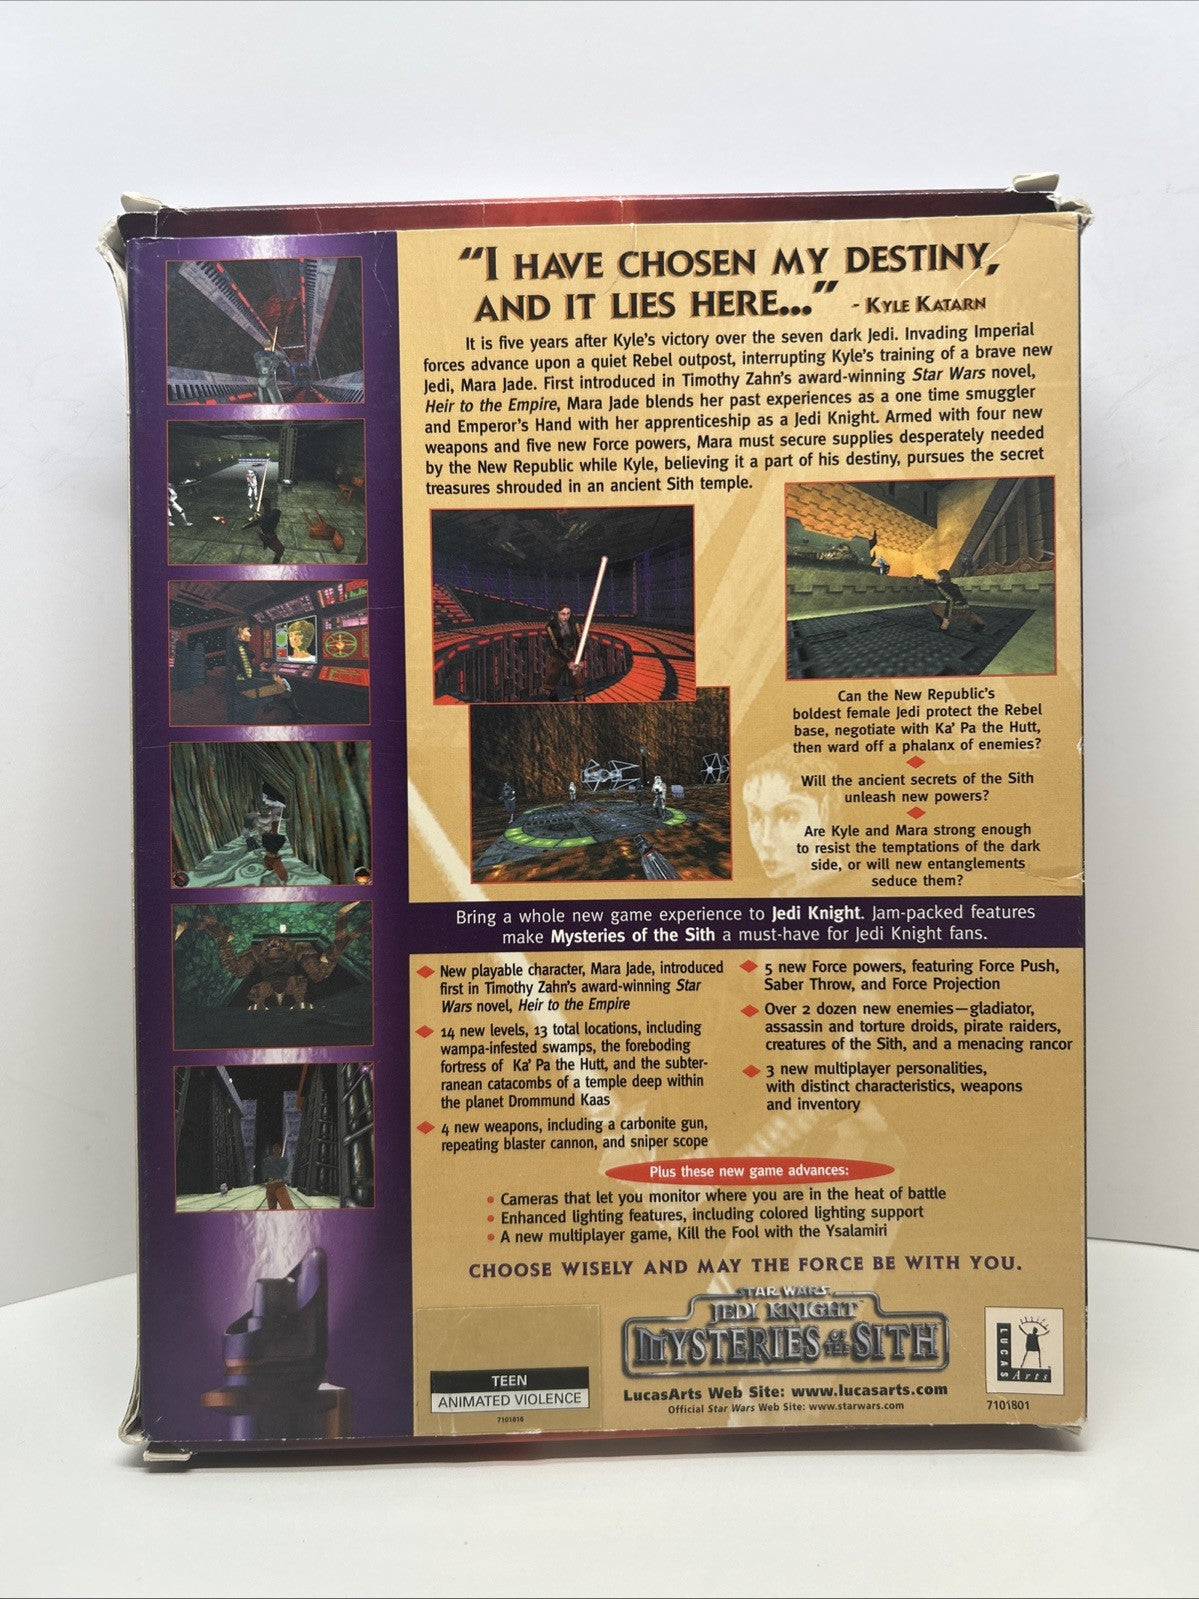 “I HAVE CHOSEN MY DESTINY,
AND IT LIES HERE...” - KYLE KATARN
It is five years after Kyle's victory over the seven dark Jedi. Invading Imperial
forces advance upon a quiet Rebel outpost, interrupting Kyle's training of a brave new
Jedi, Mara Jade. First introduced in Timothy Zahn's award-winning Star Wars novel,
Heir to the Empire, Mara Jade blends her past experiences as a one time smuggler
and Emperor's Hand with her apprenticeship as a Jedi Knight. Armed with four new
weapons and five new Force powers, Mara must secure supplies desperately needed
by the New Republic while Kyle, believing it a part of his destiny, pursues the secret
treasures shrouded in an ancient Sith temple.
Can the New Republic's
boldest female Jedi protect the Rebel
base, negotiate with Ka' Pa the Hutt,
then ward off a phalanx of enemies?
Will the ancient secrets of the Sith
unleash new powers?
Are Kyle and Mara strong enough
to resist the temptations of the dark
side, or will new entanglements
seduce them?
Bring a whole new game experience to Jedi Knight. Jam-packed features
make Mysteries of the Sith a must-have for Jedi Knight fans.
New playable character, Mara Jade, introduced
first in Timothy Zahn's award-winning Star
Wars novel, Heir to the Empire
14 new levels, 13 total locations, including
wampa-infested swamps, the foreboding
fortress of Ka' Pa the Hutt, and the subter-
ranean catacombs of a temple deep within
the planet Drommund Kaas
4 new weapons, including a carbonite gun,
repeating blaster cannon, and sniper scope
5 new Force powers, featuring Force Push,
Saber Throw, and Force Projection
Over 2 dozen new enemies—gladiator,
assassin and torture droids, pirate raiders,
creatures of the Sith, and a menacing rancor
3 new multiplayer personalities,
with distinct characteristics, weapons
and inventory
Plus these new game advances:
• Cameras that let you monitor where you are in the heat of battle
• Enhanced lighting features, including colored lighting support
• A new multiplayer game, Kill the Fool with the Ysalamiri
CHOOSE WISELY AND MAY THE FORCE BE WITH YOU.
STAR WARS
JEDI KNIGHT
MYSTERIES OF THE SITH
LucasArts Web Site: www.lucasarts.com
Official Star Wars Web Site: www.starwars.com
TEEN
ANIMATED VIOLENCE
7101816
LUCAS
Arts
7101801